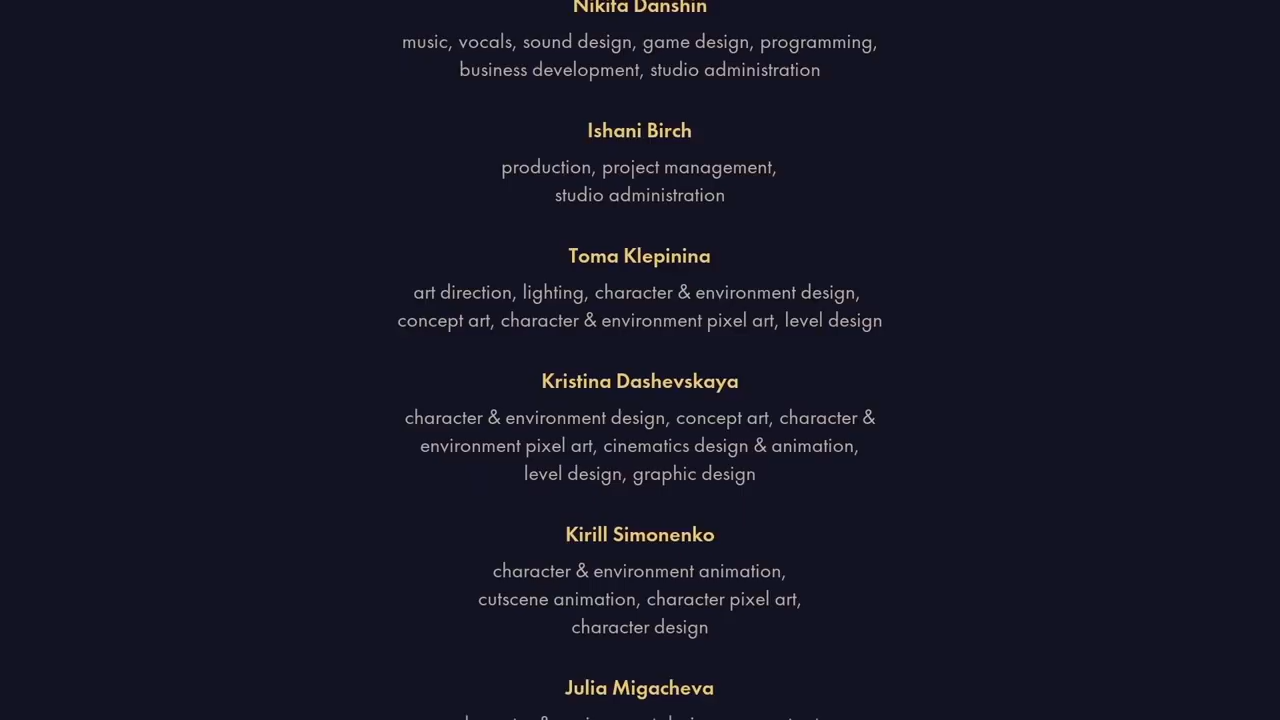 Nikita Danshin
music, vocals, sound design, game design, programming,
business development, studio administration
Ishani Birch
production, project management,
studio administration
Toma Klepinina
art direction, lighting, character & environment design,
concept art, character & environment pixel art, level design
Kristina Dashevskaya
character & environment design, concept art, character &
environment pixel art, cinematics design & animation,
level design, graphic design
Kirill Simonenko
character & environment animation,
cutscene animation, character pixel art,
character design
Julia Migacheva